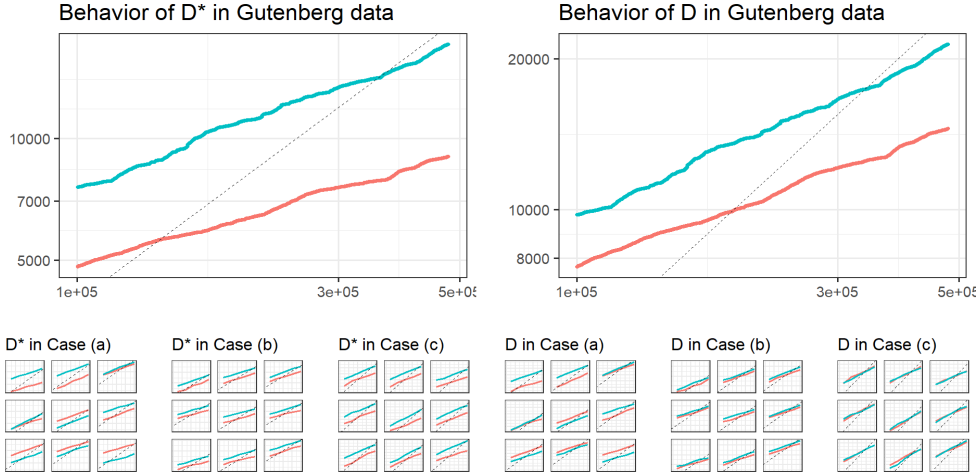 Behavior of D* in Gutenberg data
10000
7000
5000
1e+05
3e+05
5e+0
Behavior of D in Gutenberg data
20000
10000
8000
1e+05
3e+05
5e+0
D* in Case (a)
D* in Case (b)
D* in Case (c)
D in Case (a)
D in Case (b)
D in Case (c)